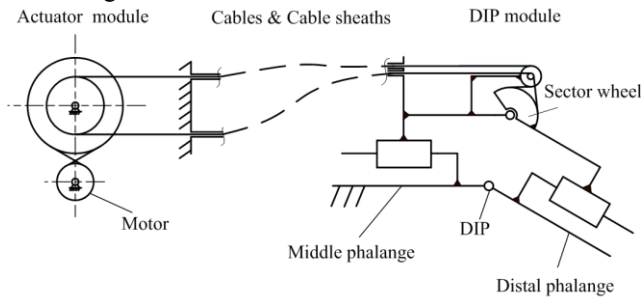 Actuator module
Cables & Cable sheaths
DIP module
Sector wheel
Motor
Middle phalange
DIP
Distal phalange